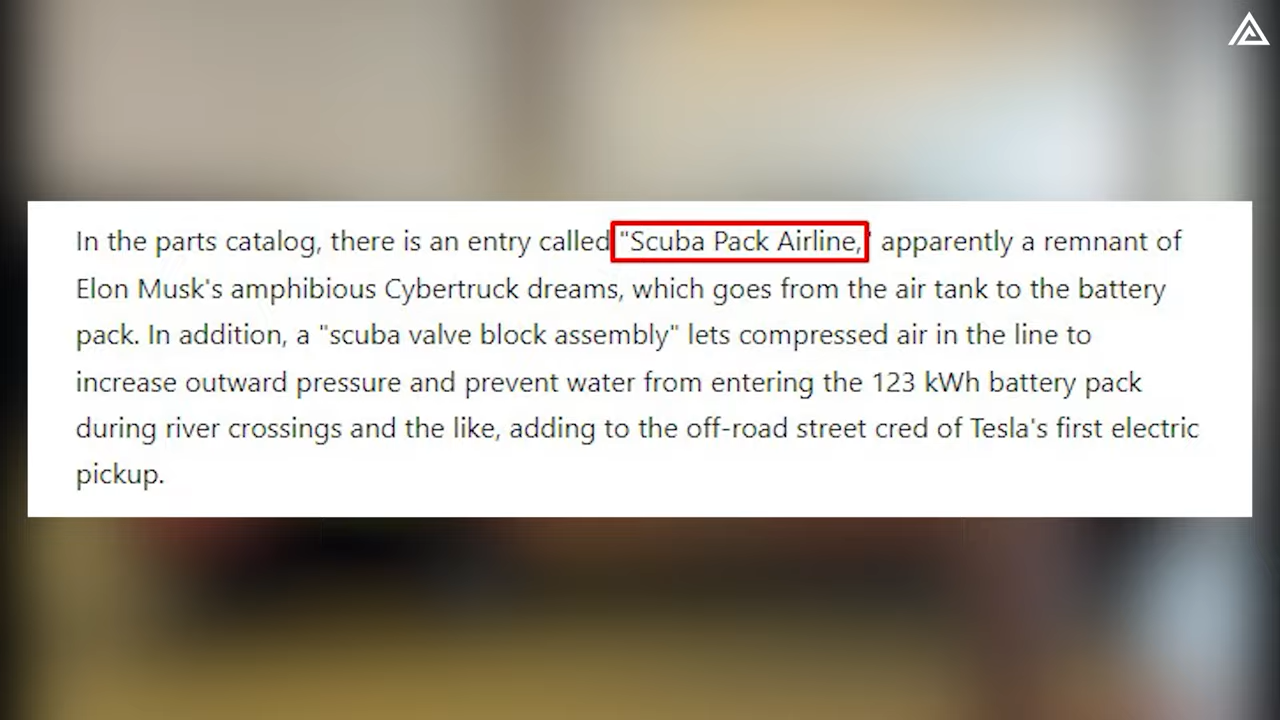 In the parts catalog, there is an entry called "Scuba Pack Airline," apparently a remnant of
Elon Musk's amphibious Cybertruck dreams, which goes from the air tank to the battery
pack. In addition, a "scuba valve block assembly" lets compressed air in the line to
increase outward pressure and prevent water from entering the 123 kWh battery pack
during river crossings and the like, adding to the off-road street cred of Tesla's first electric
pickup.